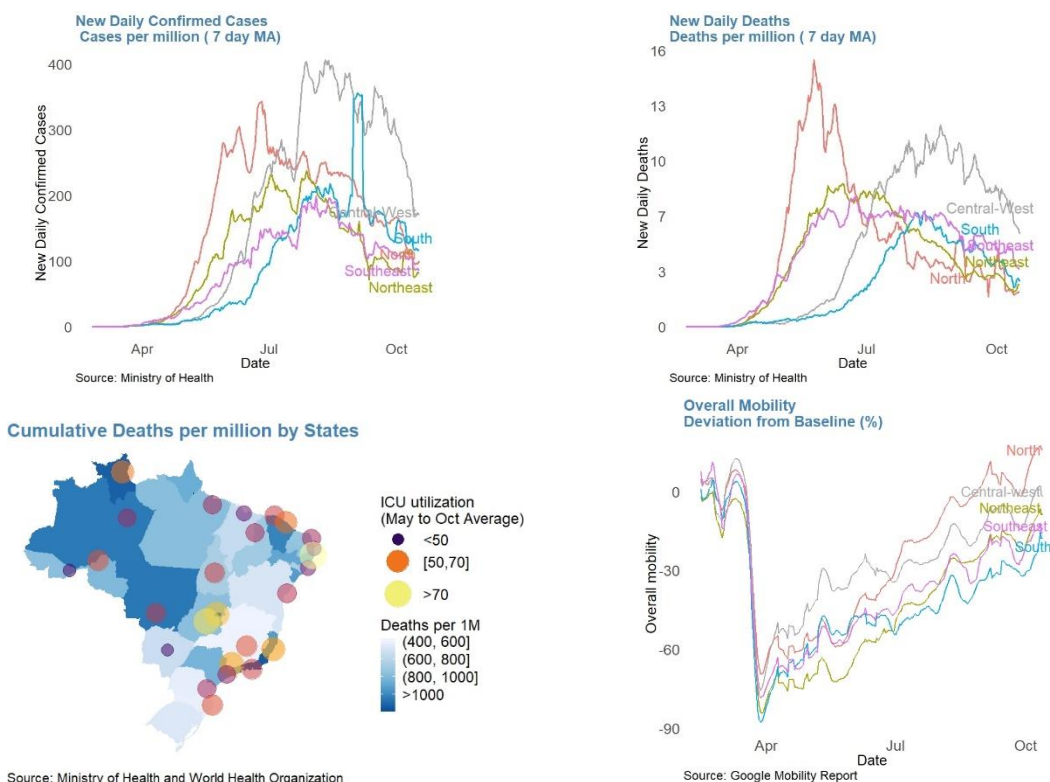 New Daily Confirmed Cases
Cases per million ( 7 day MA)
New Daily Confirmed Cases
400
300
200
100
0
Central-West
South
North
Southeast
Northeast
Apr
Jul
Oct
Date
Source: Ministry of Health
New Daily Deaths
Deaths per million ( 7 day MA)
New Daily Deaths
16
13
10
7
3
0
Central-West
South
Southeast
Northeast
North
Apr
Jul
Oct
Date
Source: Ministry of Health
Cumulative Deaths per million by States
ICU utilization
(May to Oct Average)
<50
[50,70]
>70
Deaths per 1M
(400, 600]
(600, 800]
(800, 1000]
>1000
Source: Ministry of Health and World Health Organization
Overall Mobility
Deviation from Baseline (%)
Overall mobility
0
-30
-60
-90
North
Central-west
Northeast
Southeast
South
Apr
Jul
Oct
Date
Source: Google Mobility Report